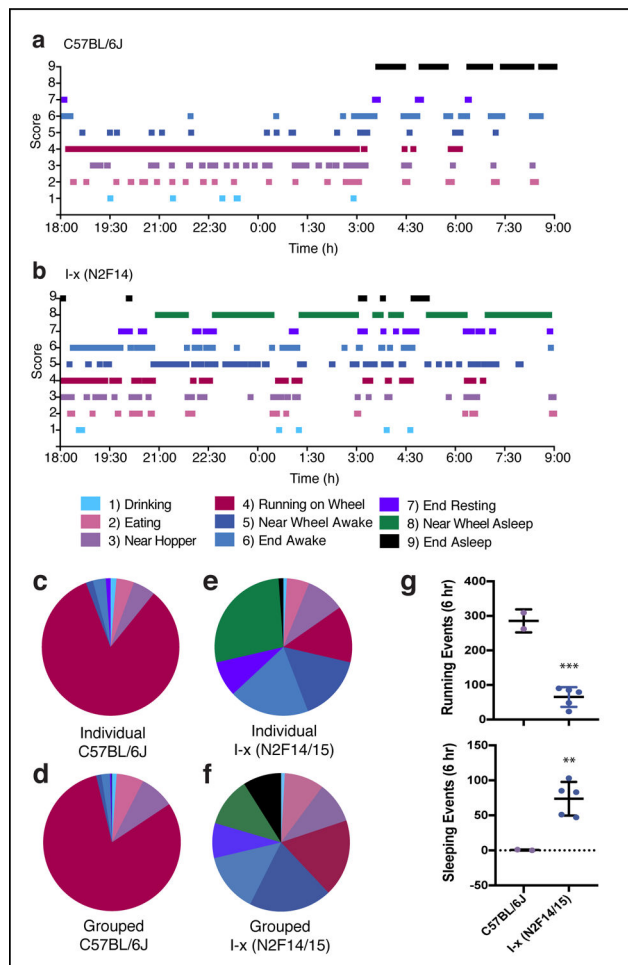 a C57BL/6J
9
8
7
6
5
4
3
2
1
Score
18:00 19:30 21:00 22:30 0:00 1:30 3:00 4:30 6:00 7:30 9:00
Time (h)
b I-x (N2F14)
9
8
7
6
5
4
3
2
1
Score
18:00 19:30 21:00 22:30 0:00 1:30 3:00 4:30 6:00 7:30 9:00
Time (h)
1) Drinking 4) Running on Wheel 7) End Resting
2) Eating 5) Near Wheel Awake 8) Near Wheel Asleep
3) Near Hopper 6) End Awake 9) End Asleep
c e g
Individual
C57BL/6J
Individual
I-x (N2F14/15)
d f
Grouped
C57BL/6J
Grouped
I-x (N2F14/15)
Running Events (6 hr)
400
300
200
100
0
***
Sleeping Events (6 hr)
150
100
50
0
-50
**
C57BL/6J
I-x (N2F14/15)